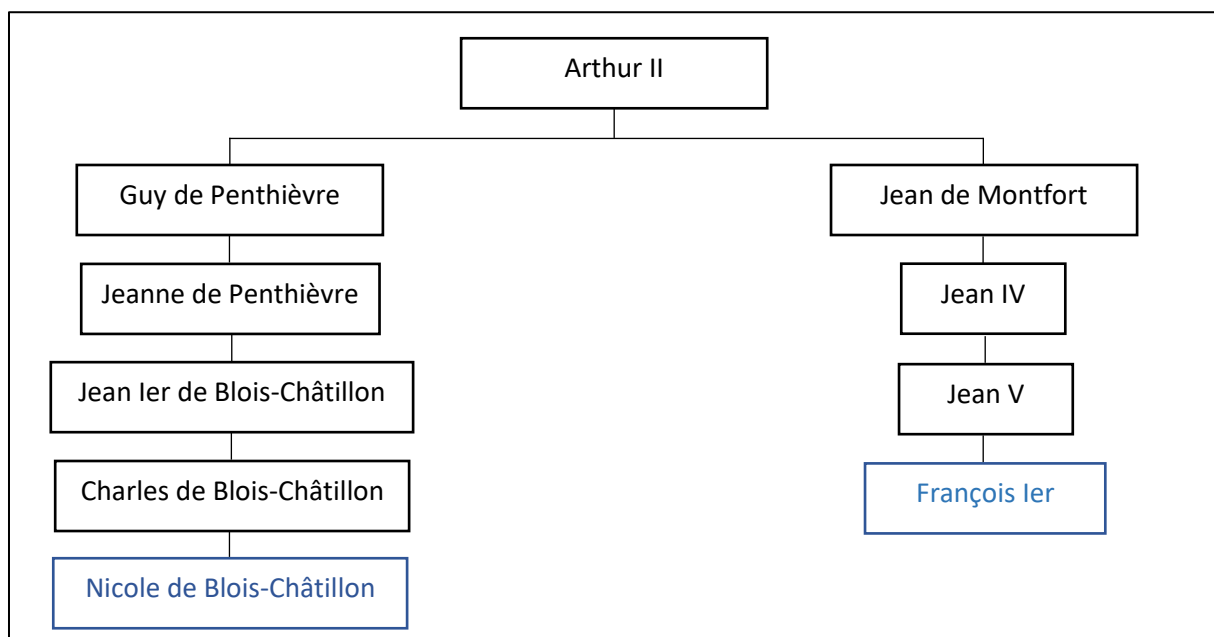 Arthur II
Guy de Penthièvre
Jean de Montfort
Jeanne de Penthièvre
Jean IV
Jean Ier de Blois-Châtillon
Jean V
Charles de Blois-Châtillon
François Ier
Nicole de Blois-Châtillon